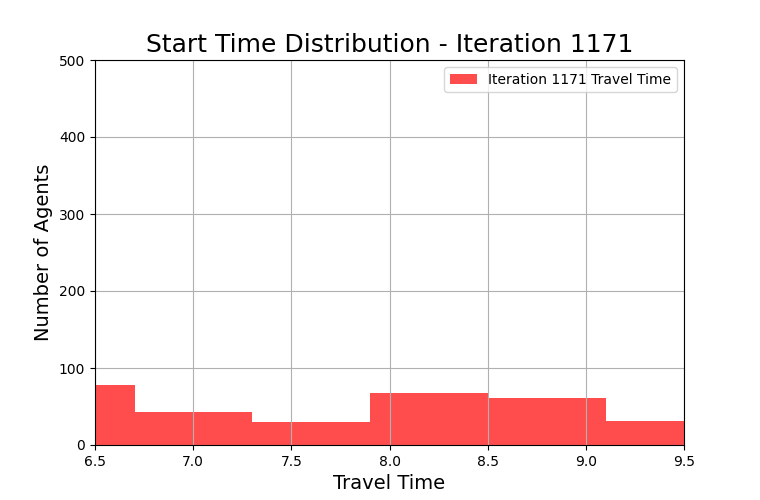 Start Time Distribution - Iteration 1171
500
Iteration 1171 Travel Time
400
300
200
100
0
Number of Agents
6.5 7.0 7.5 8.0 8.5 9.0 9.5
Travel Time